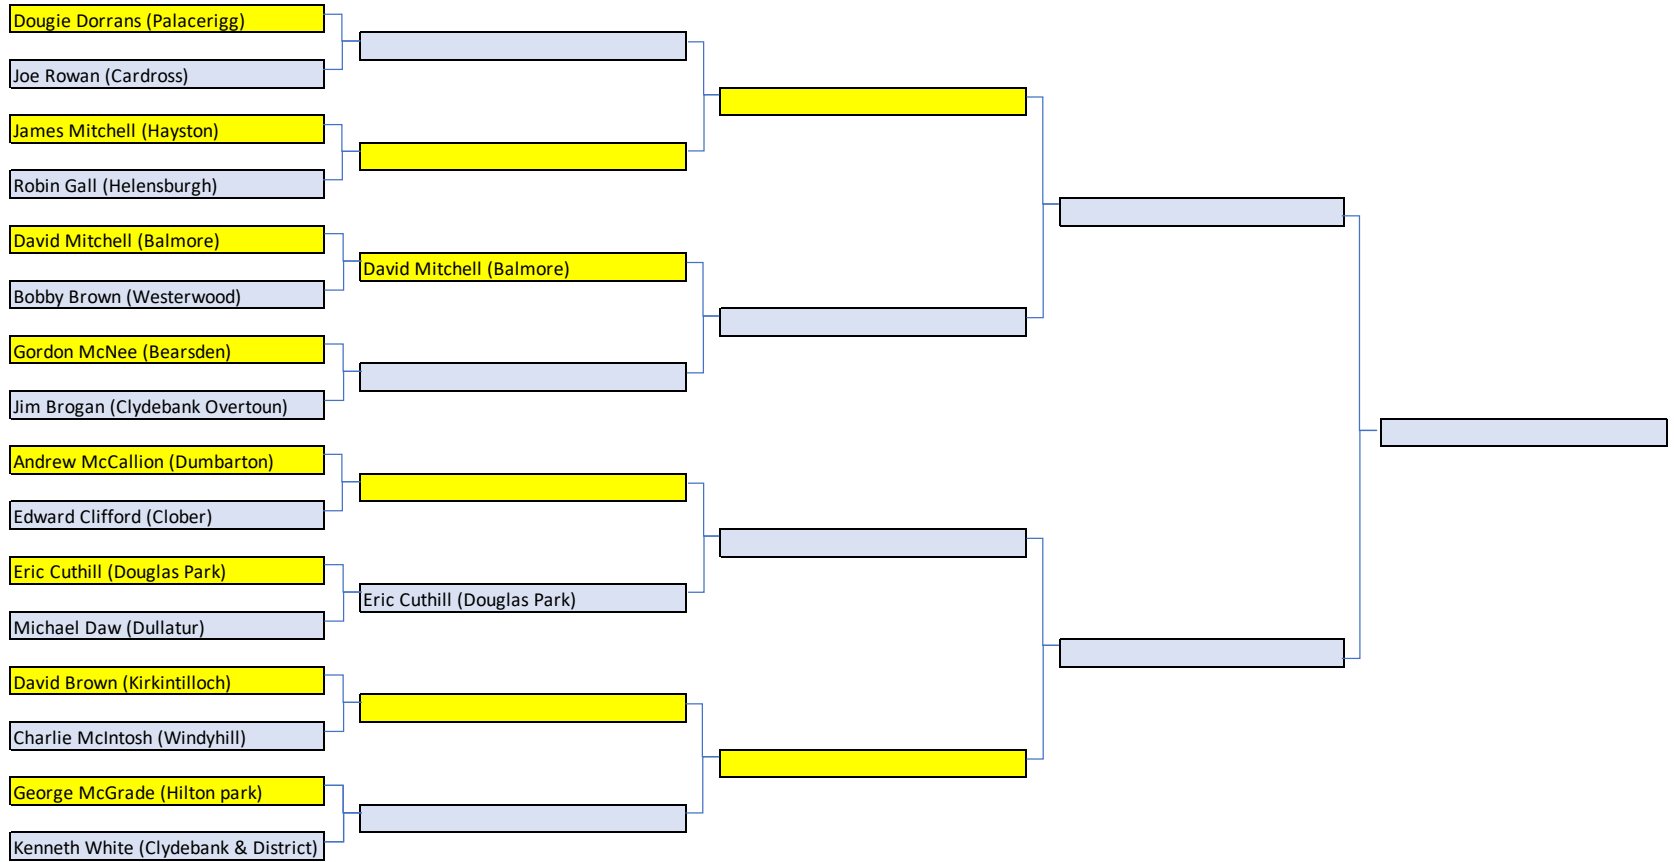 Dougie Dorrans (Palacerigg)
Joe Rowan (Cardross)
James Mitchell (Hayston)
Robin Gall (Helensburgh)
David Mitchell (Balmore)
David Mitchell (Balmore)
Bobby Brown (Westerwood)
Gordon McNee (Bearsden)
Jim Brogan (Clydebank Overtoun)
Andrew McCallion (Dumbarton)
Edward Clifford (Clober)
Eric Cuthill (Douglas Park)
Eric Cuthill (Douglas Park)
Michael Daw (Dullatur)
David Brown (Kirkintilloch)
Charlie McIntosh (Windyhill)
George McGrade (Hilton park)
Kenneth White (Clydebank & District)